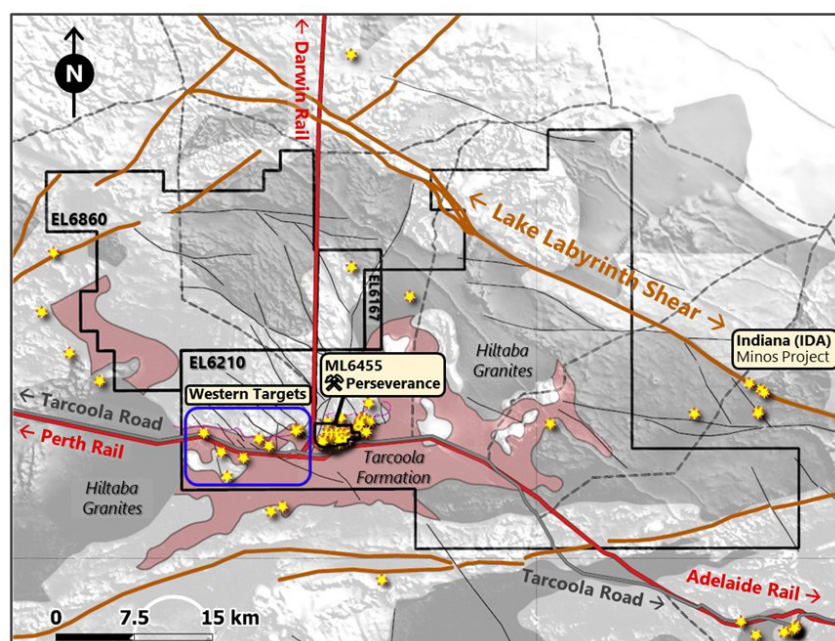 N
← Darwin Rail
EL6860
← Lake Labyrinth Shear →
EL6167
Indiana (IDA)
Minos Project
Hiltaba
Granites
EL6210
ML6455
Perseverance
Western Targets
← Tarcoola Road
← Perth Rail
Tarcoola
Formation
Hiltaba
Granites
Adelaide Rail →
Tarcoola Road →
0 7.5 15 km